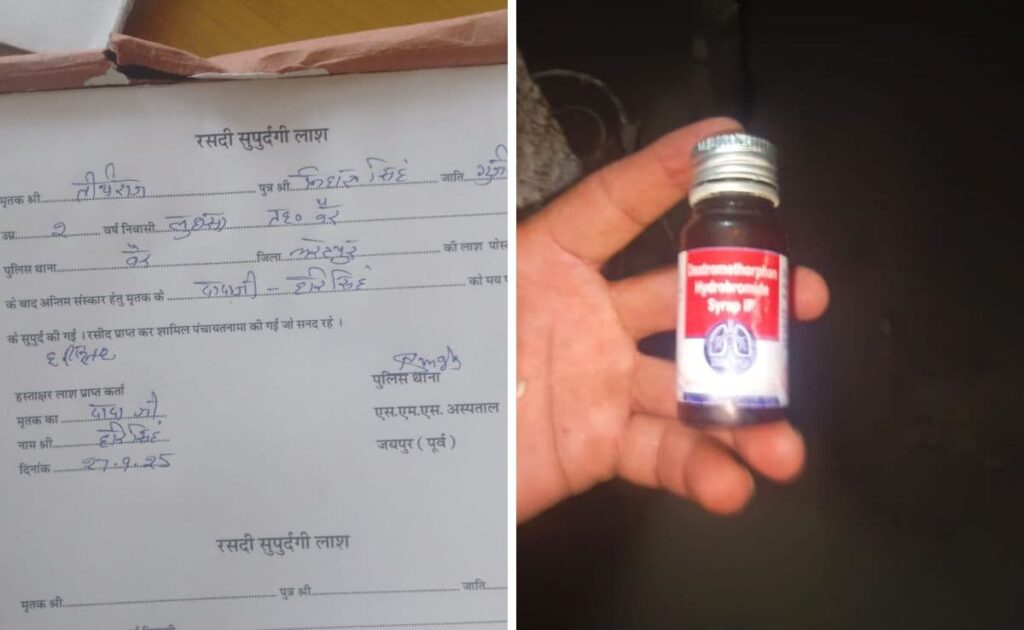 रसदी सुपुर्दगी लाश
मृतक श्री तीर्थराज पुत्र श्री निहाल सिंह जाति
उम्र 2 वर्ष निवासी लुहासा तह० वैर
पुलिस थाना वैर जिला भरतपुर की लाश पोस
के बाद अन्तिम संस्कार हेतु मृतक के दादाजी - हरि सिंह को मय
के सुपुर्द की गई । रसीद प्राप्त कर शामिल पंचायतनामा की गई जो सनद रहे ।
हस्ताक्षर लाश प्राप्त कर्ता
मृतक का दादा जी
नाम श्री हरि सिंह
दिनांक 27.9.25
पुलिस थाना
एस.एम.एस. अस्पताल
जयपुर ( पूर्व )
रसदी सुपुर्दगी लाश
मृतक श्री पुत्र श्री जाति
Dextromethorphan
Hydrobromide
Syrup IP